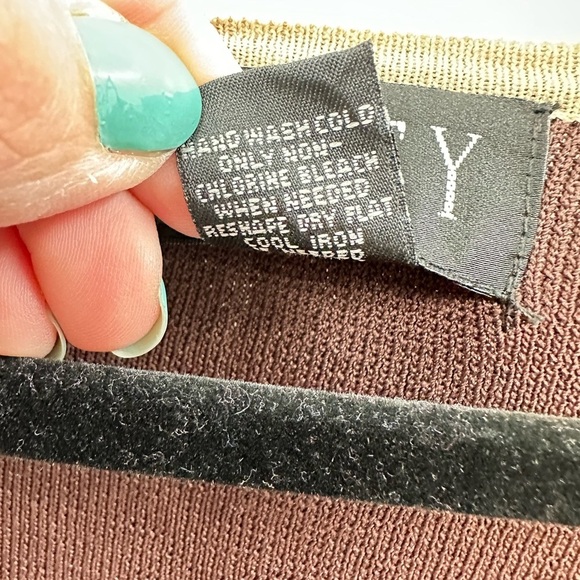 HAND WASH COLD
ONLY NON-
CHLORINE BLEACH
WHEN NEEDED
RESHAPE DRY FLAT
COOL IRON
Y